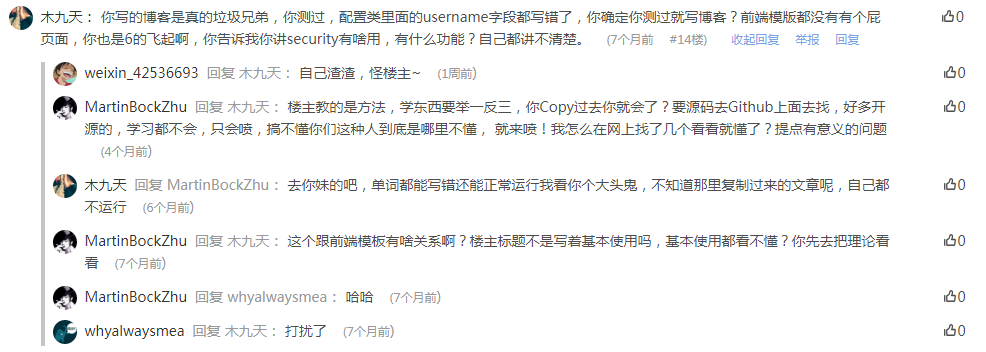 木九天： 你写的博客是真的垃圾兄弟，你测过，配置类里面的username字段都写错了，你确定你测过就写博客？前端模版都没有有个屁 0
页面，你也是6的飞起啊，你告诉我你讲security有啥用，有什么功能？自己都讲不清楚。 (7个月前 #14楼) 收起回复 举报 回复
weixin_42536693 回复 木九天： 自己渣渣，怪楼主~ (1周前) 0
MartinBockZhu 回复 木九天： 楼主教的是方法，学东西要举一反三，你Copy过去你就会了？要源码去Github上面去找，好多开 0
源的，学习都不会，只会喷，搞不懂你们这种人到底是哪里不懂， 就来喷！我怎么在网上找了几个看看就懂了？提点有意义的问题
(4个月前)
木九天 回复 MartinBockZhu： 去你妹的吧，单词都能写错还能正常运行我看你个大头鬼，不知道那里复制过来的文章呢，自己都 0
不运行 (6个月前)
MartinBockZhu 回复 木九天： 这个跟前端模板有啥关系啊？楼主标题不是写着基本使用吗，基本使用都看不懂？你先去把理论看 0
看 (7个月前)
MartinBockZhu 回复 whyalwaysmea： 哈哈 (7个月前) 0
whyalwaysmea 回复 木九天： 打扰了 (7个月前) 0